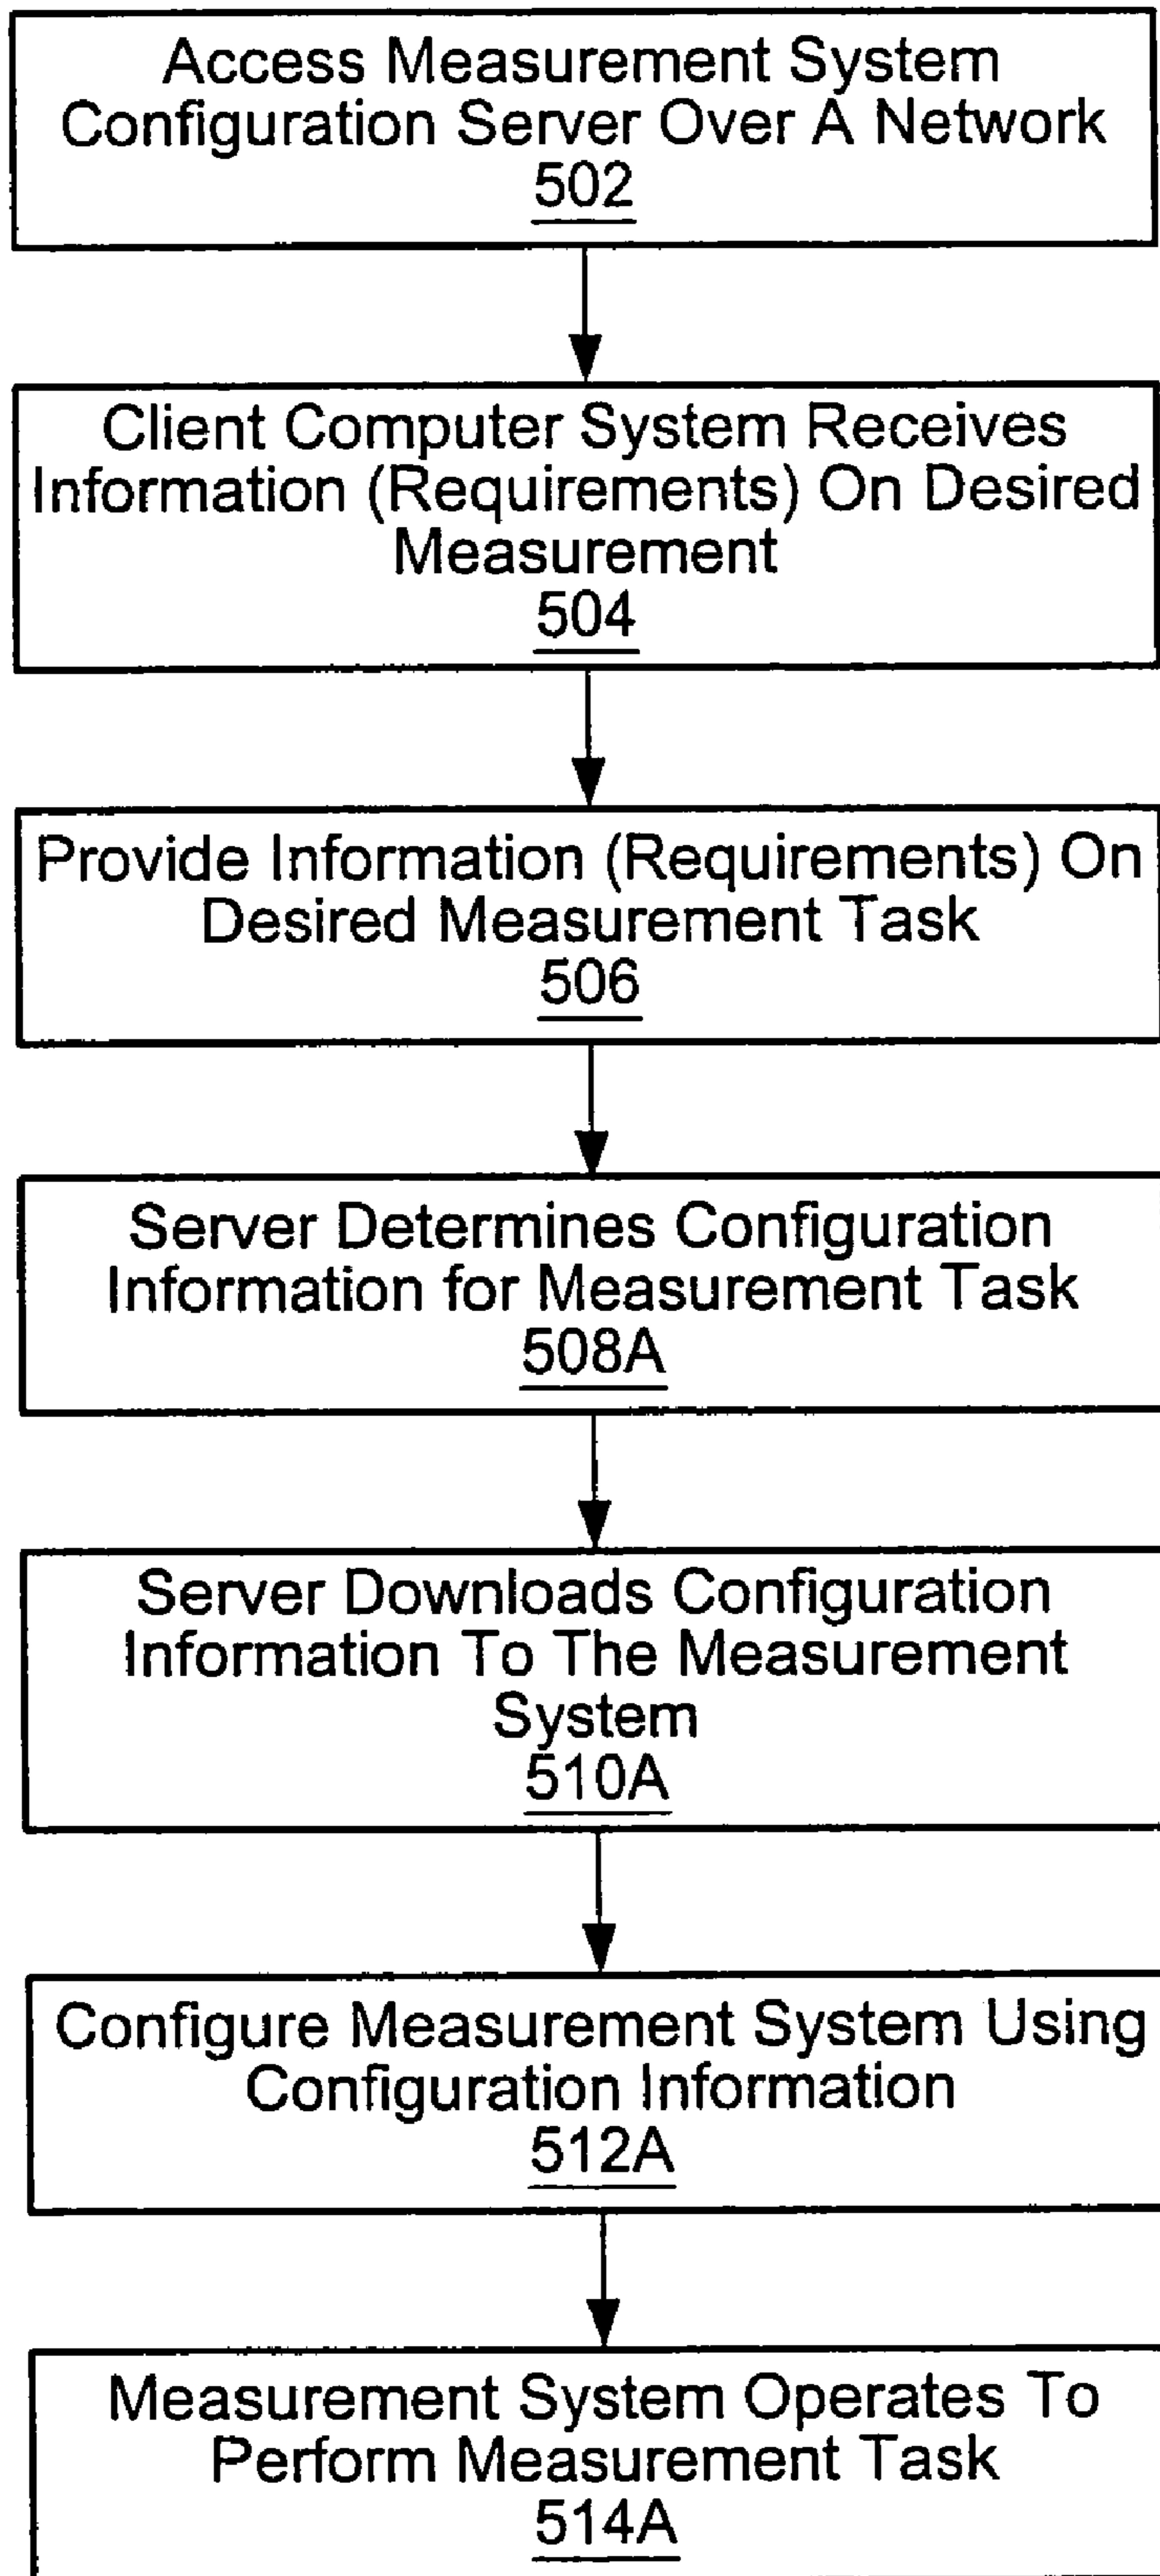 Access Measurement System
Configuration Server Over A Network
502
Client Computer System Receives
Information (Requirements) On Desired
Measurement
504
Provide Information (Requirements) On
Desired Measurement Task
506
Server Determines Configuration
Information for Measurement Task
508A
Server Downloads Configuration
Information To The Measurement
System
510A
Configure Measurement System Using
Configuration Information
512A
Measurement System Operates To
Perform Measurement Task
514A